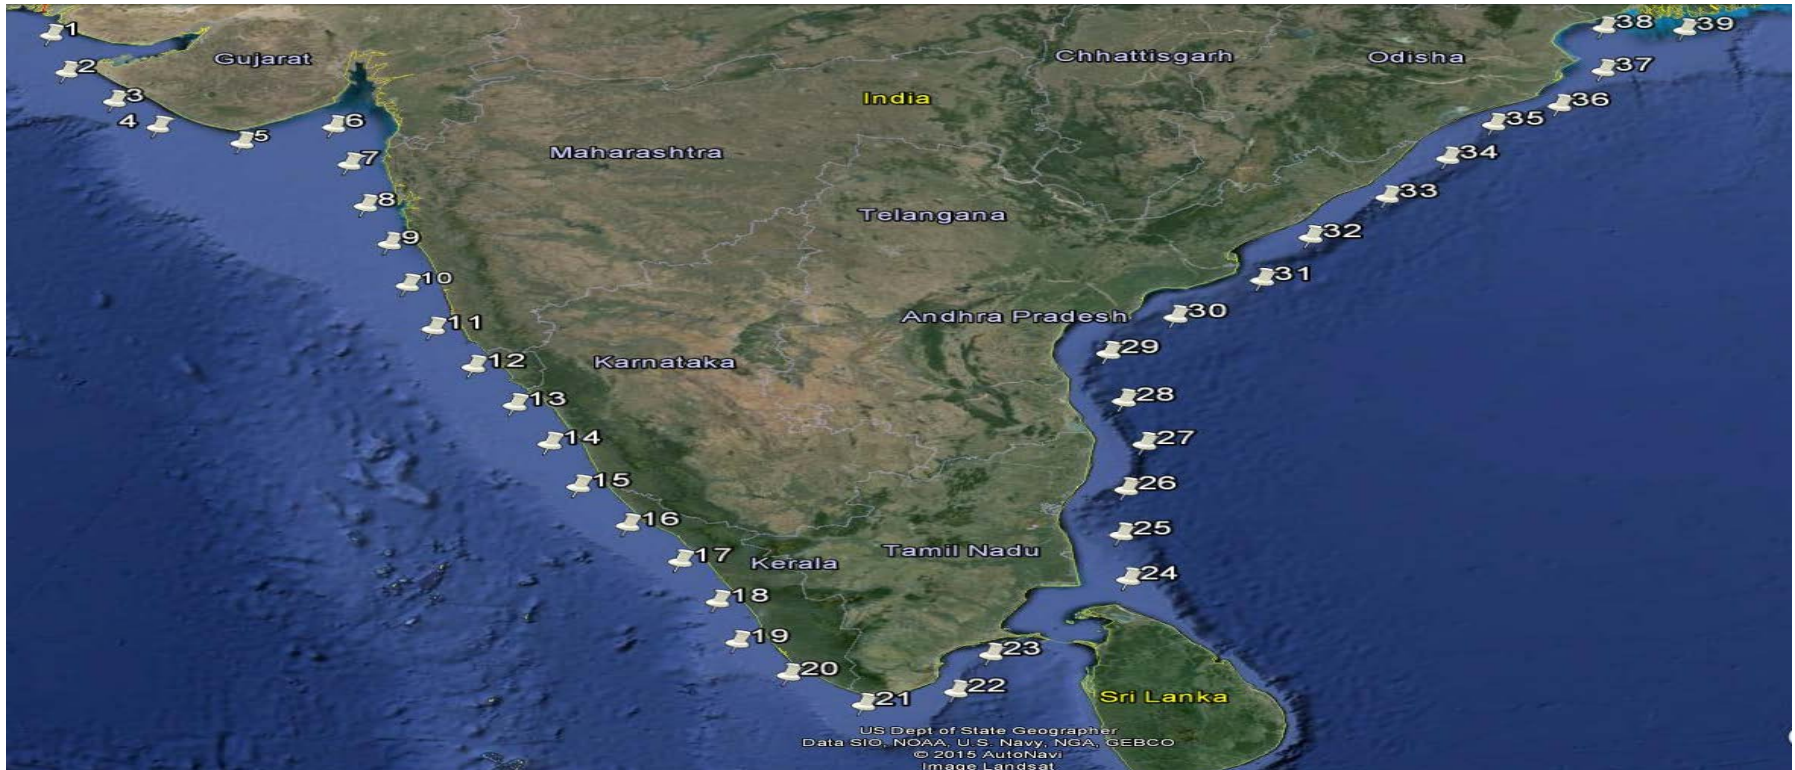 1
38
39
Gujarat
Chhattisgarh
Odisha
2
37
3
India
36
4
6
35
5
Maharashtra
7
34
8
33
Telangana
9
32
10
31
Andhra Pradesh
30
11
29
12
Karnataka
13
28
14
27
15
26
16
25
17
Kerala
Tamil Nadu
24
18
19
23
20
22
21
Sri Lanka
US Dept of State Geographer
Data SIO, NOAA, U.S. Navy, NGA, GEBCO
© 2015 AutoNavi
Image Landsat